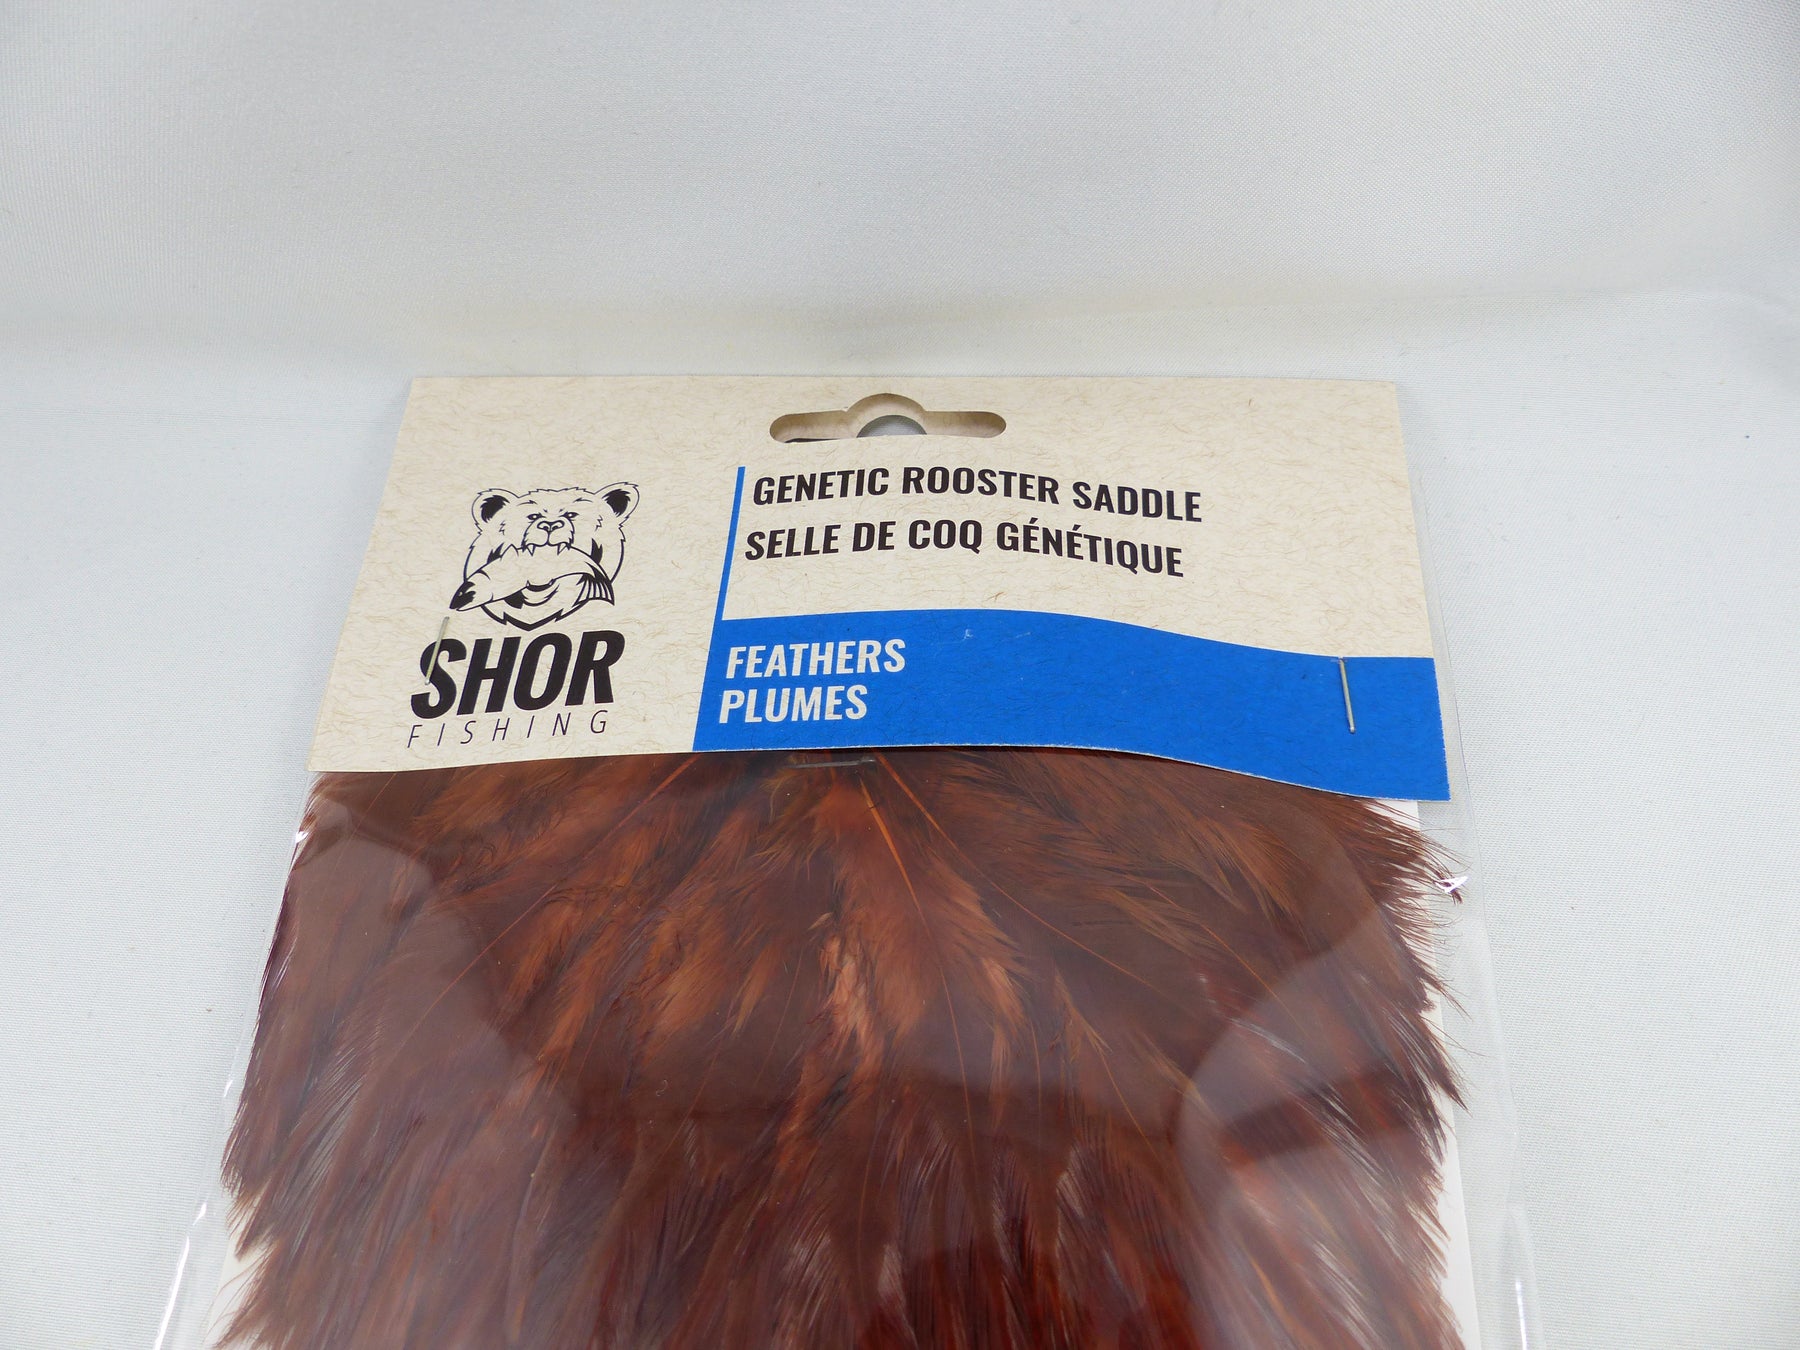 GENETIC ROOSTER SADDLE
SELLE DE COQ GÉNÉTIQUE
SHOR
FISHING
FEATHERS
PLUMES